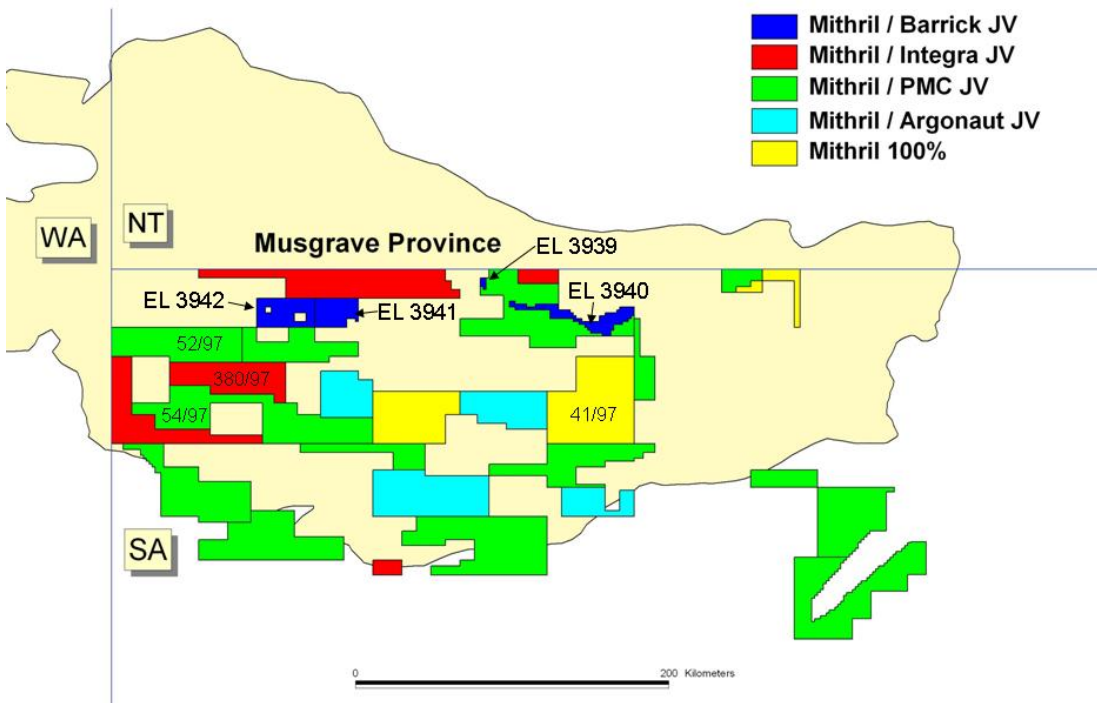 Mithril / Barrick JV
Mithril / Integra JV
Mithril / PMC JV
Mithril / Argonaut JV
Mithril 100%
WA
NT
Musgrave Province
EL 3939
EL 3942
EL 3941
EL 3940
52/97
380/97
54/97
41/97
SA
0
200 Kilometers